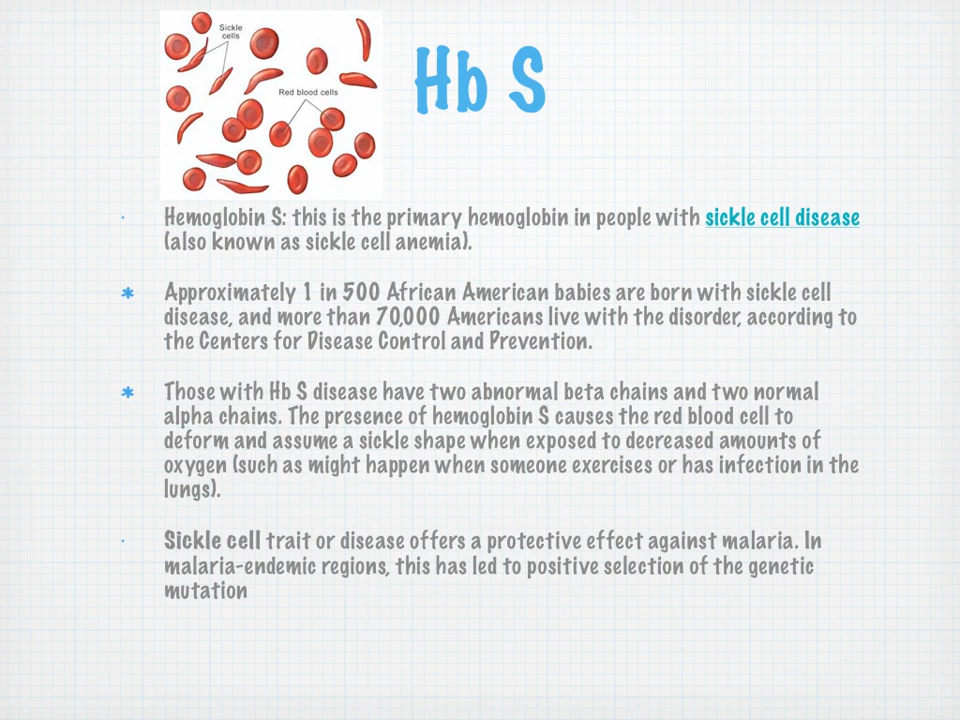 Sickle
cells
Red blood cells
Hb S
· Hemoglobin S: this is the primary hemoglobin in people with sickle cell disease
(also known as sickle cell anemia).
* Approximately 1 in 500 African American babies are born with sickle cell
disease, and more than 70,000 Americans live with the disorder, according to
the Centers for Disease Control and Prevention.
* Those with Hb S disease have two abnormal beta chains and two normal
alpha chains. The presence of hemoglobin S causes the red blood cell to
deform and assume a sickle shape when exposed to decreased amounts of
oxygen (such as might happen when someone exercises or has infection in the
lungs).
· Sickle cell trait or disease offers a protective effect against malaria. In
malaria-endemic regions, this has led to positive selection of the genetic
mutation